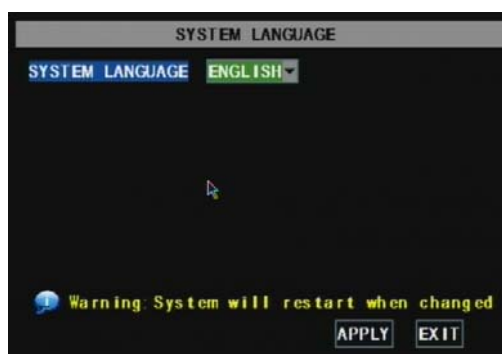 SYSTEM LANGUAGE
SYSTEM LANGUAGE ENGLISH
Warning:System will restart when changed
APPLY EXIT